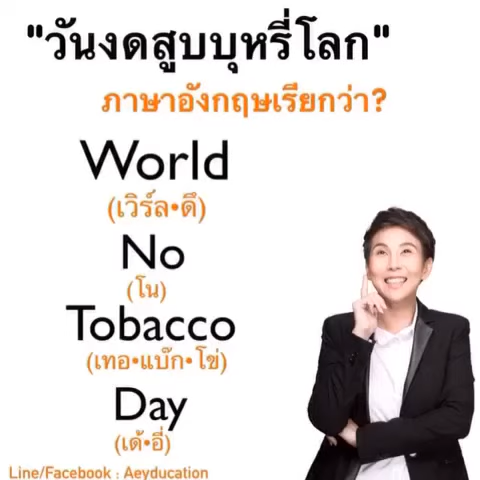 "วันงดสูบบุหรี่โลก"
ภาษาอังกฤษเรียกว่า?
World
(เวิร์ล•ดึ)
No
(โน)
Tobacco
(เทอ•แบ๊ก•โข่)
Day
(เด้•อี่)
Line/Facebook : Aeyducation